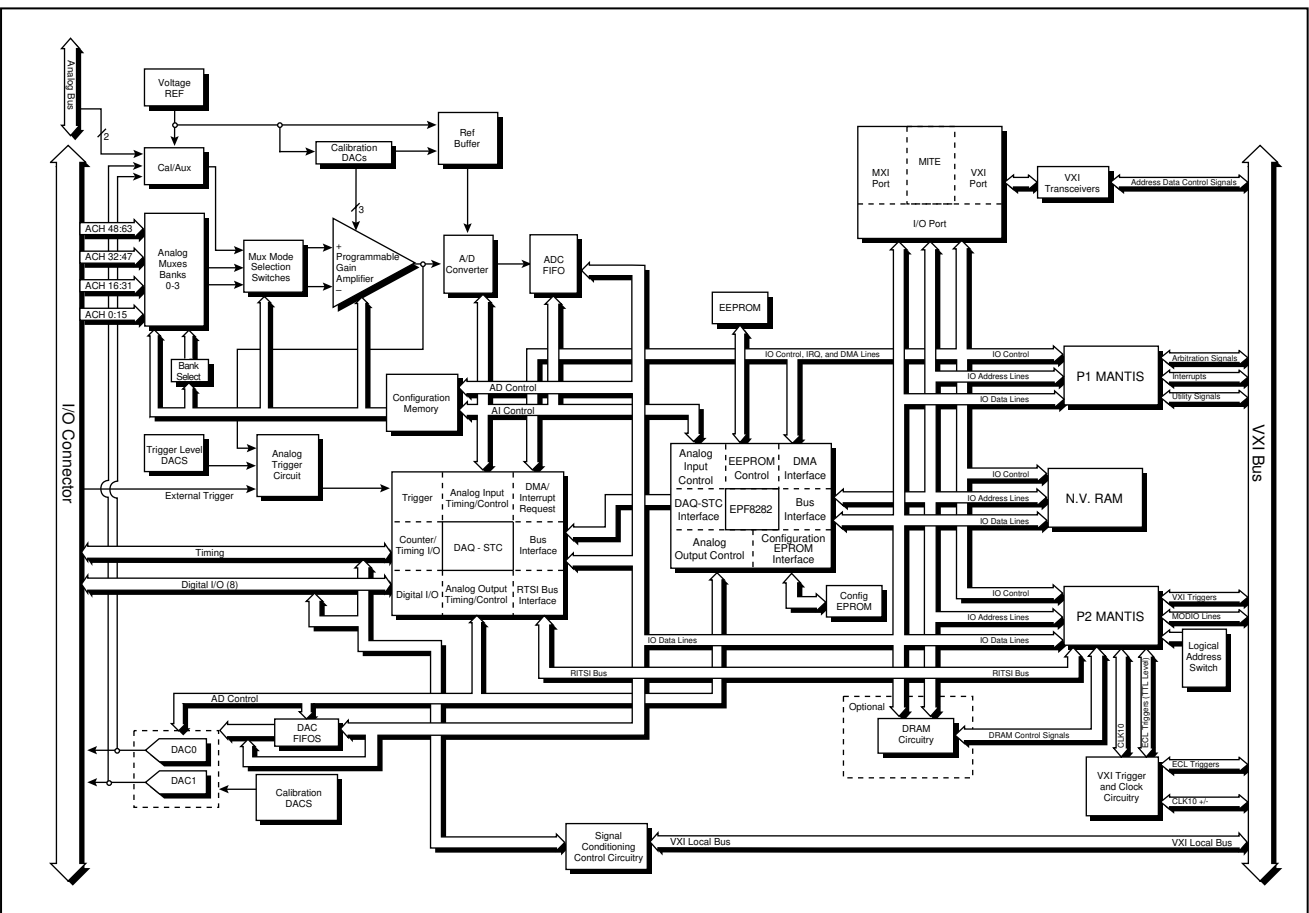 Analog Bus
Voltage
REF
2
Cal/Aux
Calibration
DACs
Ref
Buffer
3
ACH 48:63
ACH 32:47
ACH 16:31
ACH 0:15
Analog
Muxes
Banks
0-3
Mux Mode
Selection
Switches
+
Programmable
Gain
Amplifier
–
A/D
Converter
ADC
FIFO
MXI
Port
MITE
VXI
Port
I/O Port
VXI
Transceivers
Address Data Control Signals
EEPROM
Bank
Select
Configuration
Memory
AD Control
AI Control
IO Control, IRQ, and DMA Lines
IO Control
IO Address Lines
IO Data Lines
P1 MANTIS
Arbitration Signals
Interrupts
Utility Signals
I/O Connector
VXI Bus
Trigger Level
DACS
Analog
Trigger
Circuit
External Trigger
Trigger
Analog Input
Timing/Control
DMA/
Interrupt
Request
Counter/
Timing I/O
DAQ - STC
Bus
Interface
Digital I/O
Analog Output
Timing/Control
RTSI Bus
Interface
Analog
Input
Control
EEPROM
Control
DMA
Interface
DAQ-STC
Interface
EPF8282
Bus
Interface
Analog
Output Control
Configuration
EPROM
Interface
IO Control
IO Address Lines
IO Data Lines
N.V. RAM
Timing
Digital I/O (8)
Config
EPROM
IO Control
IO Address Lines
IO Data Lines
IO Data Lines
P2 MANTIS
VXI Triggers
MODIO Lines
Logical
Address
Switch
RITSI Bus
RITSI Bus
AD Control
DAC
FIFOS
DAC0
DAC1
Calibration
DACS
Optional
DRAM
Circuitry
DRAM Control Signals
CLK10
ECL Triggers (TTL Level)
VXI Trigger
and Clock
Circuitry
ECL Triggers
CLK10 +/-
Signal
Conditioning
Control Circuitry
VXI Local Bus
VXI Local Bus